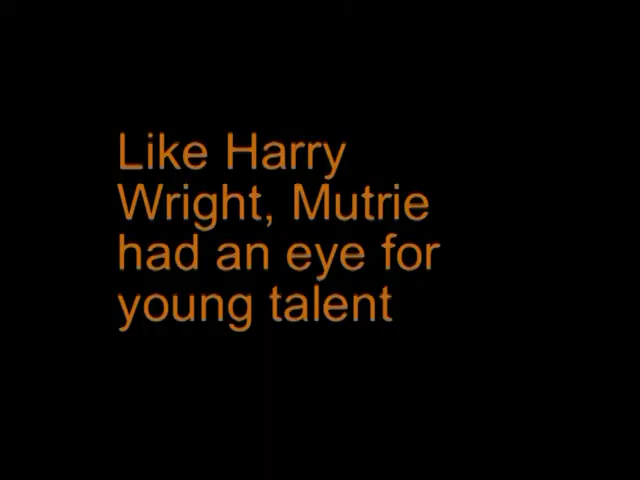 Like Harry
Wright, Mutrie
had an eye for
young talent